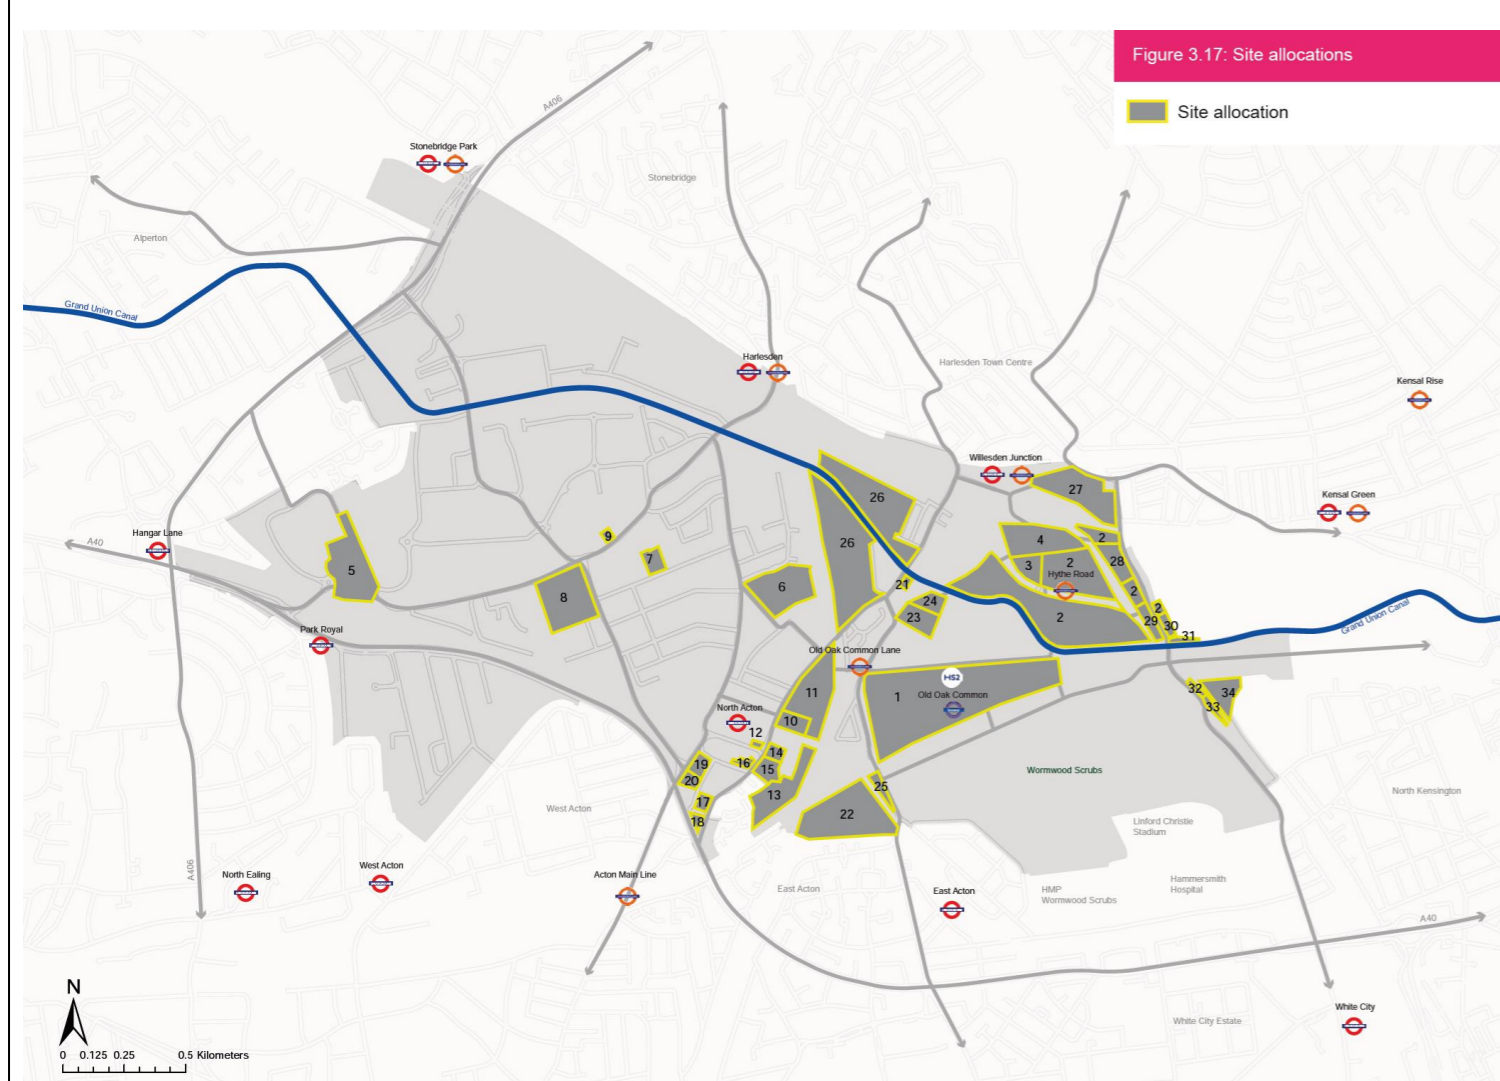 Figure 3.17: Site allocations
Site allocation
A406
Stonebridge Park
Stonebridge
Alperton
Grand Union Canal
Harlesden
Harlesden Town Centre
Kensal Rise
Willesden Junction
26
27
Kensal Green
Hangar Lane
A40
9
7
4
2
26
3
2
28
5
Hythe Road
8
6
21
2
24
2
23
2
29
30
31
Grand Union Canal
Park Royal
Old Oak Common Lane
HS2
1
Old Oak Common
11
32
34
33
North Acton
10
12
14
16
15
19
20
13
17
18
25
22
Wormwood Scrubs
North Kensington
West Acton
Linford Christie
Stadium
A406
North Ealing
West Acton
Acton Main Line
East Acton
East Acton
HMP
Wormwood Scrubs
Hammersmith
Hospital
A40
White City
White City Estate
N
0 0.125 0.25 0.5 Kilometers